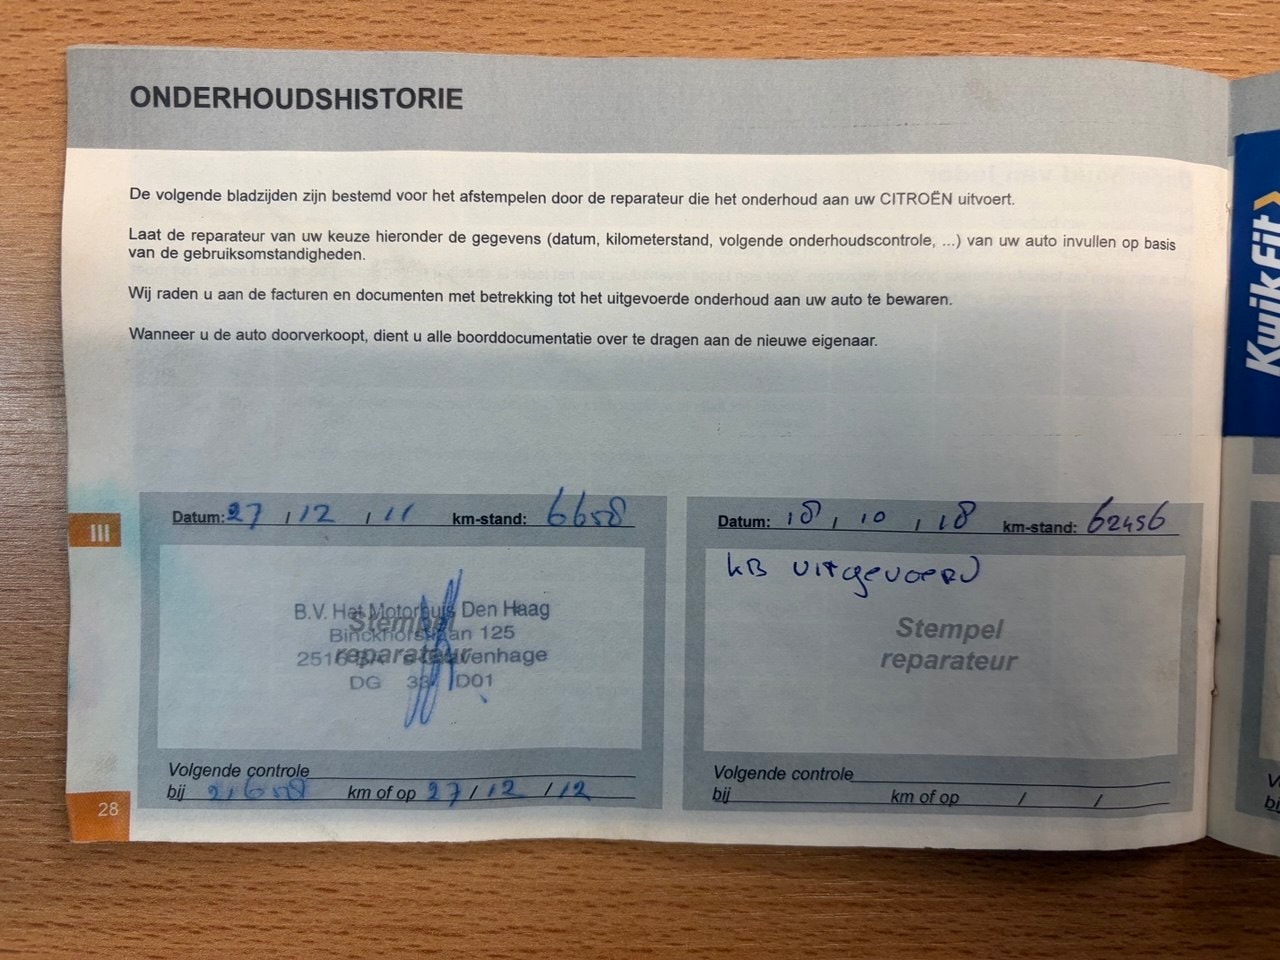 ONDERHOUDSHISTORIE
De volgende bladzijden zijn bestemd voor het afstempelen door de reparateur die het onderhoud aan uw CITROËN uitvoert.
Laat de reparateur van uw keuze hieronder de gegevens (datum, kilometerstand, volgende onderhoudscontrole, ...) van uw auto invullen op basis
van de gebruiksomstandigheden.
Wij raden u aan de facturen en documenten met betrekking tot het uitgevoerde onderhoud aan uw auto te bewaren.
Wanneer u de auto doorverkoopt, dient u alle boorddocumentatie over te dragen aan de nieuwe eigenaar.
III
Datum: 27 / 12 / 11 km-stand: 6658
B.V. Het Motorhuis Den Haag
Stempel
125
reparateur
DG D01
Volgende controle
bij 21658 km of op 27 / 12 / 12
Datum: 18 / 10 / 18 km-stand: 62456
KB uitgevoerd
Stempel
reparateur
Volgende controle
bij km of op / /
28
KwikFit